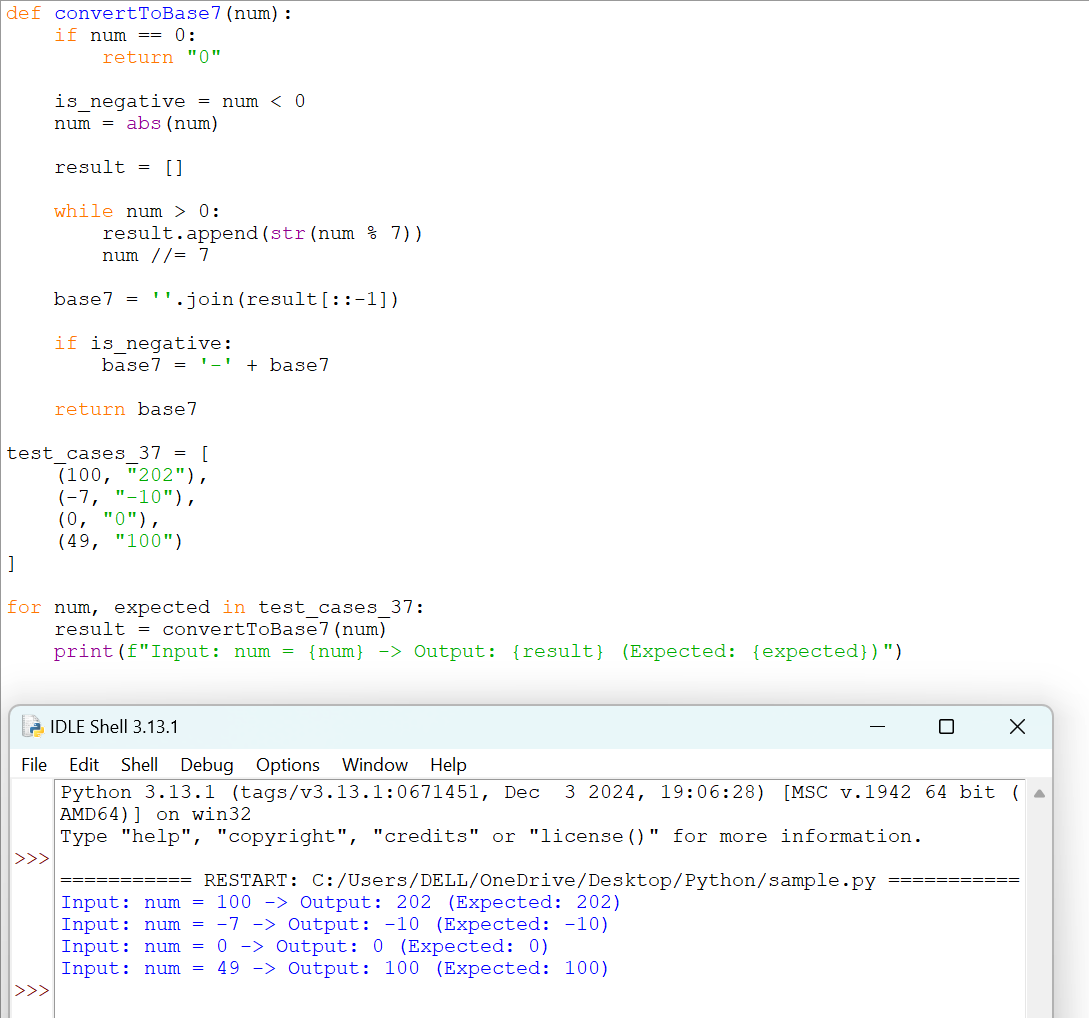 def convertToBase7(num):
    if num == 0:
        return "0"

    is_negative = num < 0
    num = abs(num)

    result = []

    while num > 0:
        result.append(str(num % 7))
        num //= 7

    base7 = ''.join(result[::-1])

    if is_negative:
        base7 = '-' + base7

    return base7

test_cases_37 = [
    (100, "202"),
    (-7, "-10"),
    (0, "0"),
    (49, "100")
]

for num, expected in test_cases_37:
    result = convertToBase7(num)
    print(f"Input: num = {num} -> Output: {result} (Expected: {expected})")

IDLE Shell 3.13.1
File Edit Shell Debug Options Window Help
Python 3.13.1 (tags/v3.13.1:0671451, Dec  3 2024, 19:06:28) [MSC v.1942 64 bit (
AMD64)] on win32
Type "help", "copyright", "credits" or "license()" for more information.
>>>
=========== RESTART: C:/Users/DELL/OneDrive/Desktop/Python/sample.py ===========
Input: num = 100 -> Output: 202 (Expected: 202)
Input: num = -7 -> Output: -10 (Expected: -10)
Input: num = 0 -> Output: 0 (Expected: 0)
Input: num = 49 -> Output: 100 (Expected: 100)
>>>